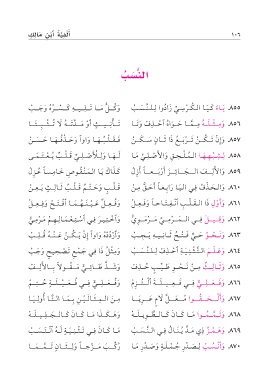 ١٠٦ أَلْفِيَّةُ ابْنِ مَالِكٍ
النَّسَبُ
٨٥٥. يَاءً كَيَا الْكُرْسِيِّ زَادُوا لِلنَّسَبْ وَكُلُّ مَا تَلِيهِ كَسْرُهُ وَجَبْ
٨٥٦. وَمِثْلَهُ مِمَّا حَوَاهُ احْذِفْ وَتَا تَأْنِيثٍ أَوْ مَدَّتَهُ لَا تُثْبِتَا
٨٥٧. وَإِنْ تَكُنْ تَرْبَعُ ذَا ثَانٍ سَكَنْ فَقَلْبُهَا وَاوًا وَحَذْفُهَا حَسَنْ
٨٥٨. لِشِبْهِهَا الْمُلْحَقِ وَالْأَصْلِيِّ مَا لَهَا وَلِلْأَصْلِيِّ قَلْبٌ يُعْتَمَى
٨٥٩. وَالْأَلِفَ الْجَائِزَ أَرْبَعًا أَزِلْ كَذَاكَ يَا الْمَنْقُوصِ خَامِسًا عُزِلْ
٨٦٠. وَالْحَذْفُ فِي الْيَا رَابِعًا أَحَقُّ مِنْ قَلْبٍ وَحَتْمٌ قَلْبُ ثَالِثٍ يَعِنْ
٨٦١. وَأَوْلِ ذَا الْقَلْبِ انْفِتَاحًا وَفَعِلْ وَفُعِلٌ عَيْنَهُمَا افْتَحْ وَفِعِلْ
٨٦٢. وَقِيلَ فِي الْمَرْمِيِّ مَرْمَوِيُّ وَاخْتِيرَ فِي اسْتِعْمَالِهِمْ مَرْمِيُّ
٨٦٣. وَنَحْوُ حَيٍّ فَتْحُ ثَانِيهِ يَجِبْ وَارْدُدْهُ وَاوًا إِنْ يَكُنْ عَنْهُ قُلِبْ
٨٦٤. وَعَلَمَ التَّثْنِيَةِ احْذِفْ لِلنَّسَبْ وَمِثْلُ ذَا فِي جَمْعِ تَصْحِيحٍ وَجَبْ
٨٦٥. وَثَالِثٌ مِنْ نَحْوِ طَيِّبٍ حُذِفْ وَشَذَّ طَائِيٌّ مَقُولًا بِالْأَلِفْ
٨٦٦. وَفَعَلِيٌّ فِي فَعِيلَةَ الْتُزِمْ وَفُعَلِيٌّ فِي فُعَيْلَةٍ حُتِمْ
٨٦٧. وَأَلْحَقُوا مُعَلَّ لَامٍ عَرِيَا مِنَ الْمِثَالَيْنِ بِمَا التَّا أُولِيَا
٨٦٨. وَتَمَّمُوا مَا كَانَ كَالطَّوِيلَهْ وَهَكَذَا مَا كَانَ كَالْجَلِيلَهْ
٨٦٩. وَهَمْزُ ذِي مَدٍّ يُنَالُ فِي النَّسَبْ مَا كَانَ فِي تَثْنِيَةٍ لَهُ انْتَسَبْ
٨٧٠. وَانْسُبْ لِصَدْرِ جُمْلَةٍ وَصَدْرِ مَا رُكِّبَ مَزْجًا وَلِثَانٍ تَمَّمَا